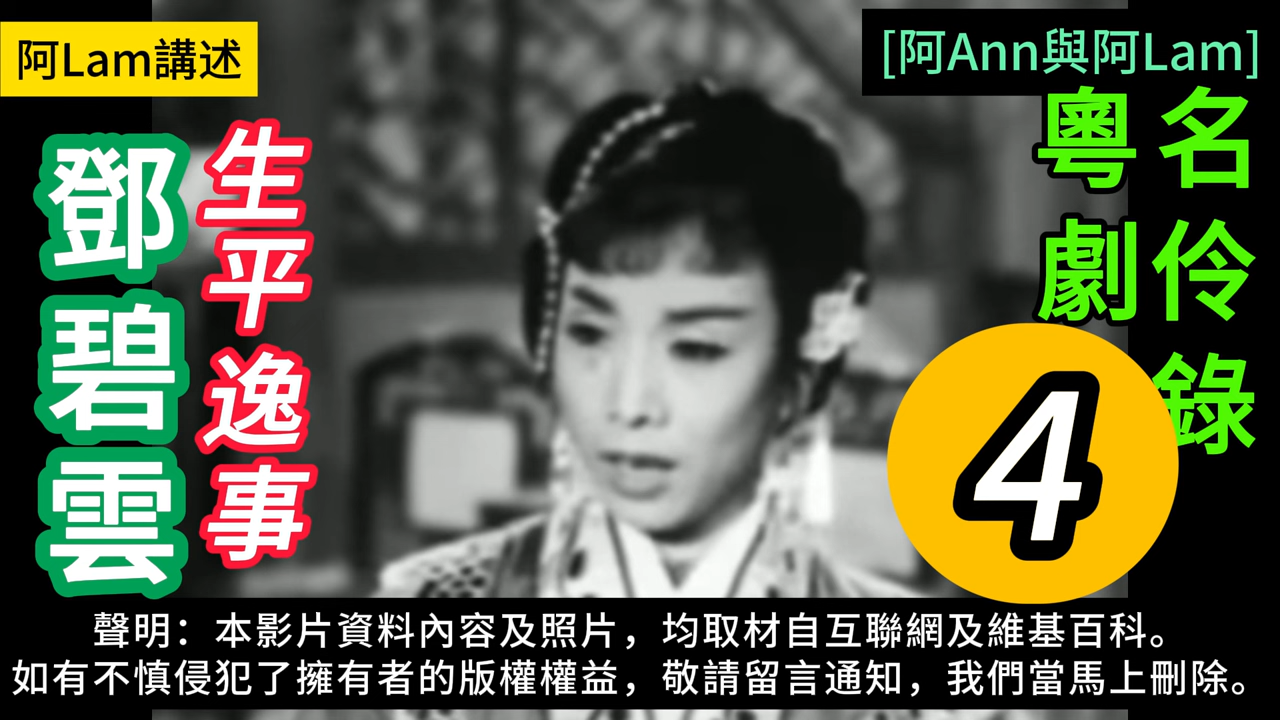 阿Lam講述
[阿Ann與阿Lam]
粵劇
名伶錄
4
鄧碧雲
生平逸事
聲明：本影片資料內容及照片，均取材自互聯網及維基百科。
如有不慎侵犯了擁有者的版權權益，敬請留言通知，我們當馬上刪除。